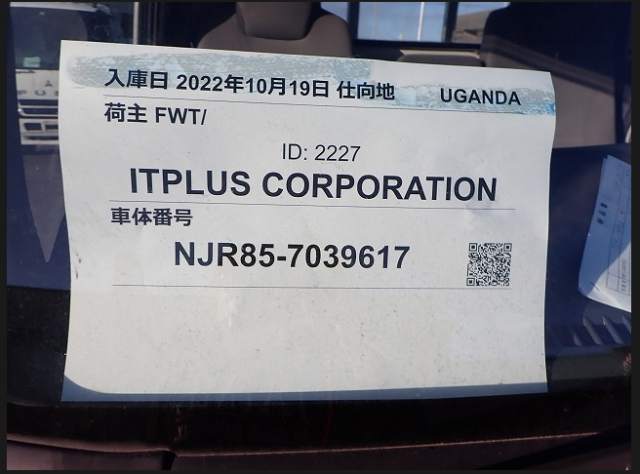 入庫日 2022年10月19日 仕向地 UGANDA
荷主 FWT/
ID: 2227
ITPLUS CORPORATION
車体番号
NJR85-7039617